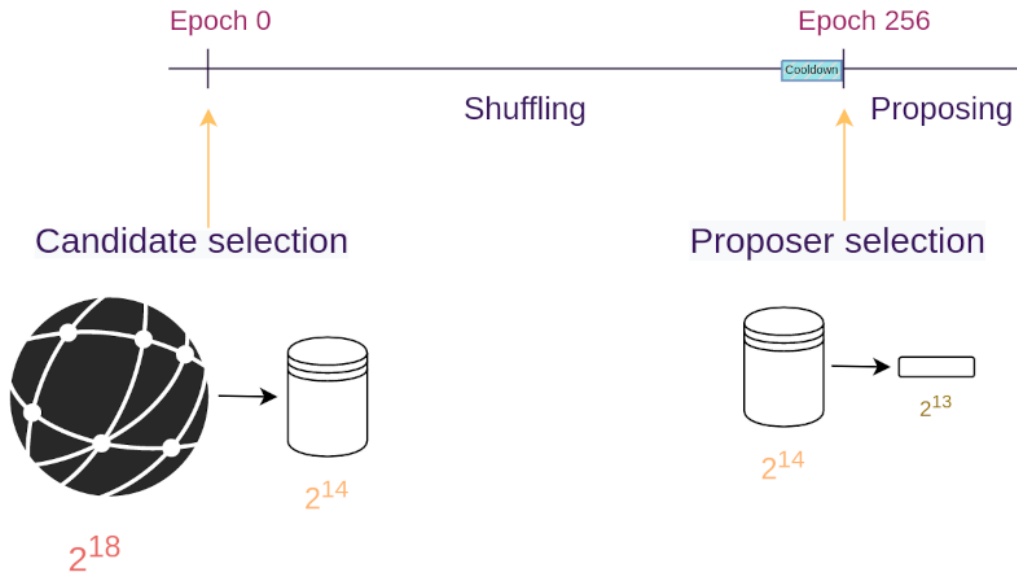 Epoch 0
Epoch 256
Cooldown
Shuffling
Proposing
Candidate selection
Proposer selection
2^13
2^14
2^14
2^18